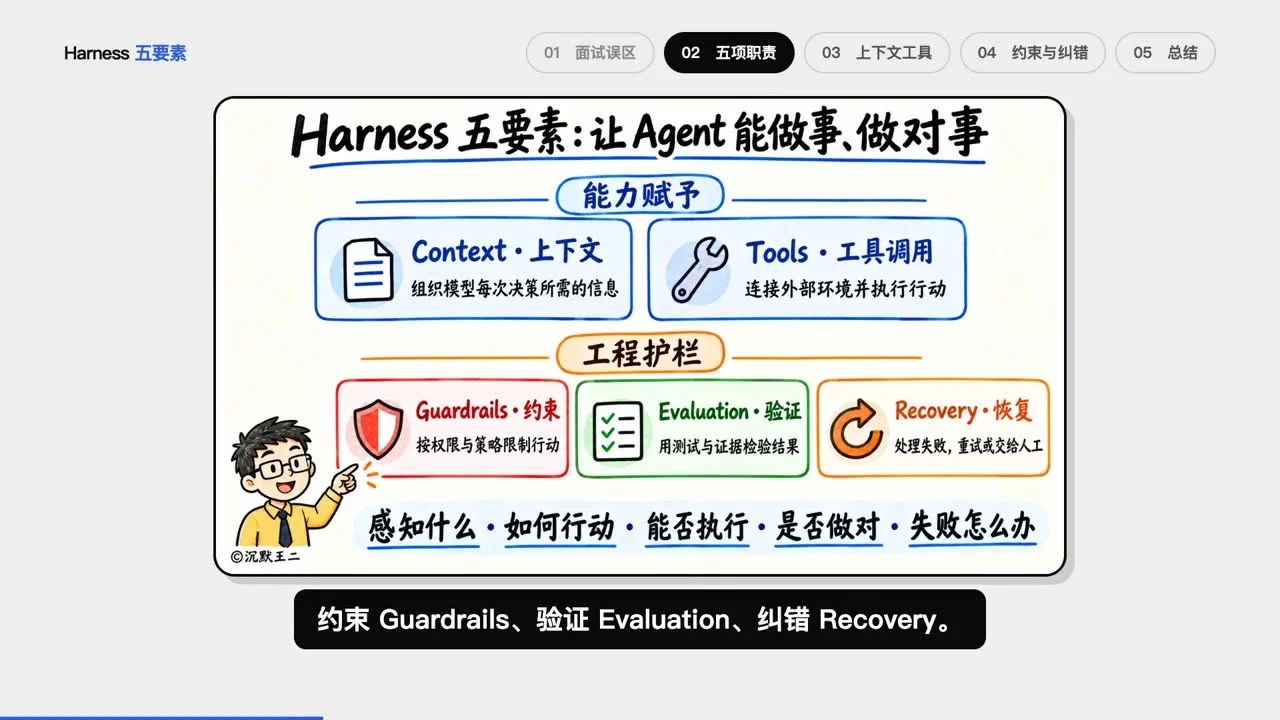 Harness 五要素
01 面试误区
02 五项职责
03 上下文工具
04 约束与纠错
05 总结
Harness 五要素：让 Agent 能做事、做对事
能力赋予
Context · 上下文
组织模型每次决策所需的信息
Tools · 工具调用
连接外部环境并执行行动
工程护栏
Guardrails · 约束
按权限与策略限制行动
Evaluation · 验证
用测试与证据检验结果
Recovery · 恢复
处理失败，重试或交给人工
感知什么 · 如何行动 · 能否执行 · 是否做对 · 失败怎么办
©沉默王二
约束 Guardrails、验证 Evaluation、纠错 Recovery。